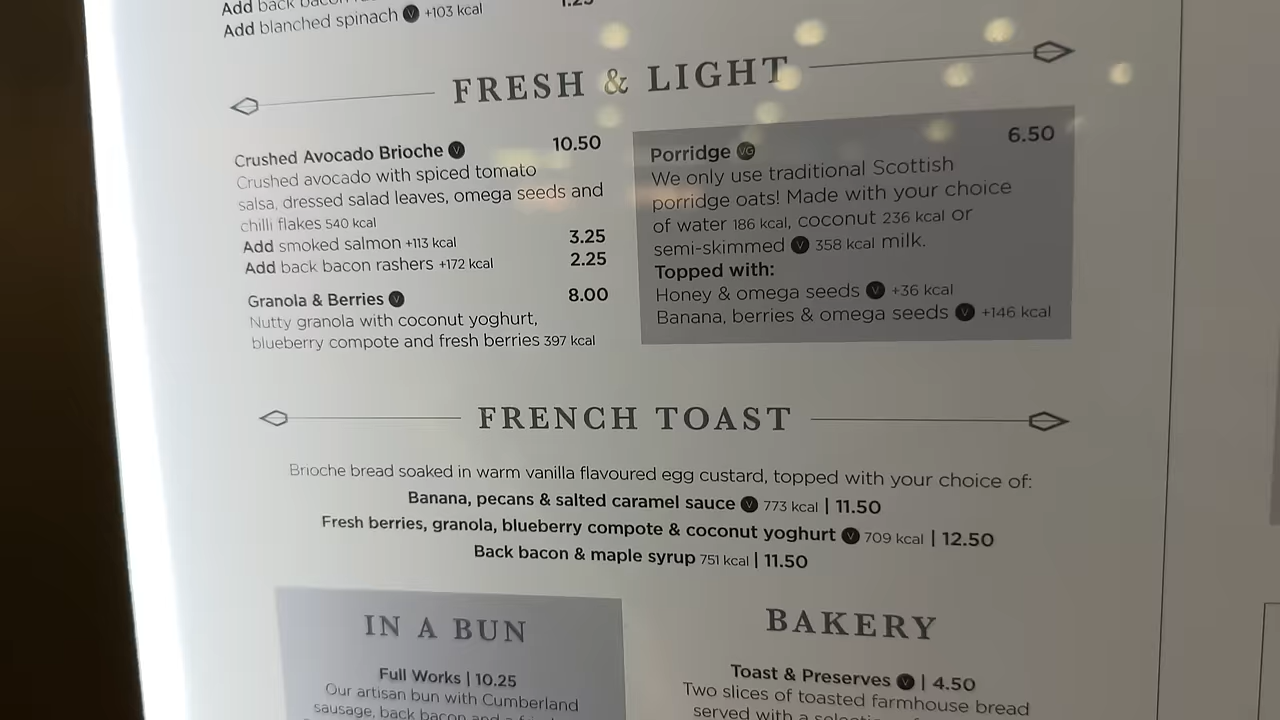 Add back bacon
Add blanched spinach V +103 kcal
1.25
FRESH & LIGHT
Crushed Avocado Brioche V 10.50
Crushed avocado with spiced tomato
salsa, dressed salad leaves, omega seeds and
chilli flakes 540 kcal
Add smoked salmon +113 kcal 3.25
Add back bacon rashers +172 kcal 2.25
Granola & Berries V 8.00
Nutty granola with coconut yoghurt,
blueberry compote and fresh berries 397 kcal
Porridge VG 6.50
We only use traditional Scottish
porridge oats! Made with your choice
of water 186 kcal, coconut 236 kcal or
semi-skimmed V 358 kcal milk.
Topped with:
Honey & omega seeds V +36 kcal
Banana, berries & omega seeds V +146 kcal
FRENCH TOAST
Brioche bread soaked in warm vanilla flavoured egg custard, topped with your choice of:
Banana, pecans & salted caramel sauce V 773 kcal | 11.50
Fresh berries, granola, blueberry compote & coconut yoghurt V 709 kcal | 12.50
Back bacon & maple syrup 751 kcal | 11.50
IN A BUN
Full Works | 10.25
Our artisan bun with Cumberland
sausage, back bacon and a
BAKERY
Toast & Preserves V | 4.50
Two slices of toasted farmhouse bread
served with a